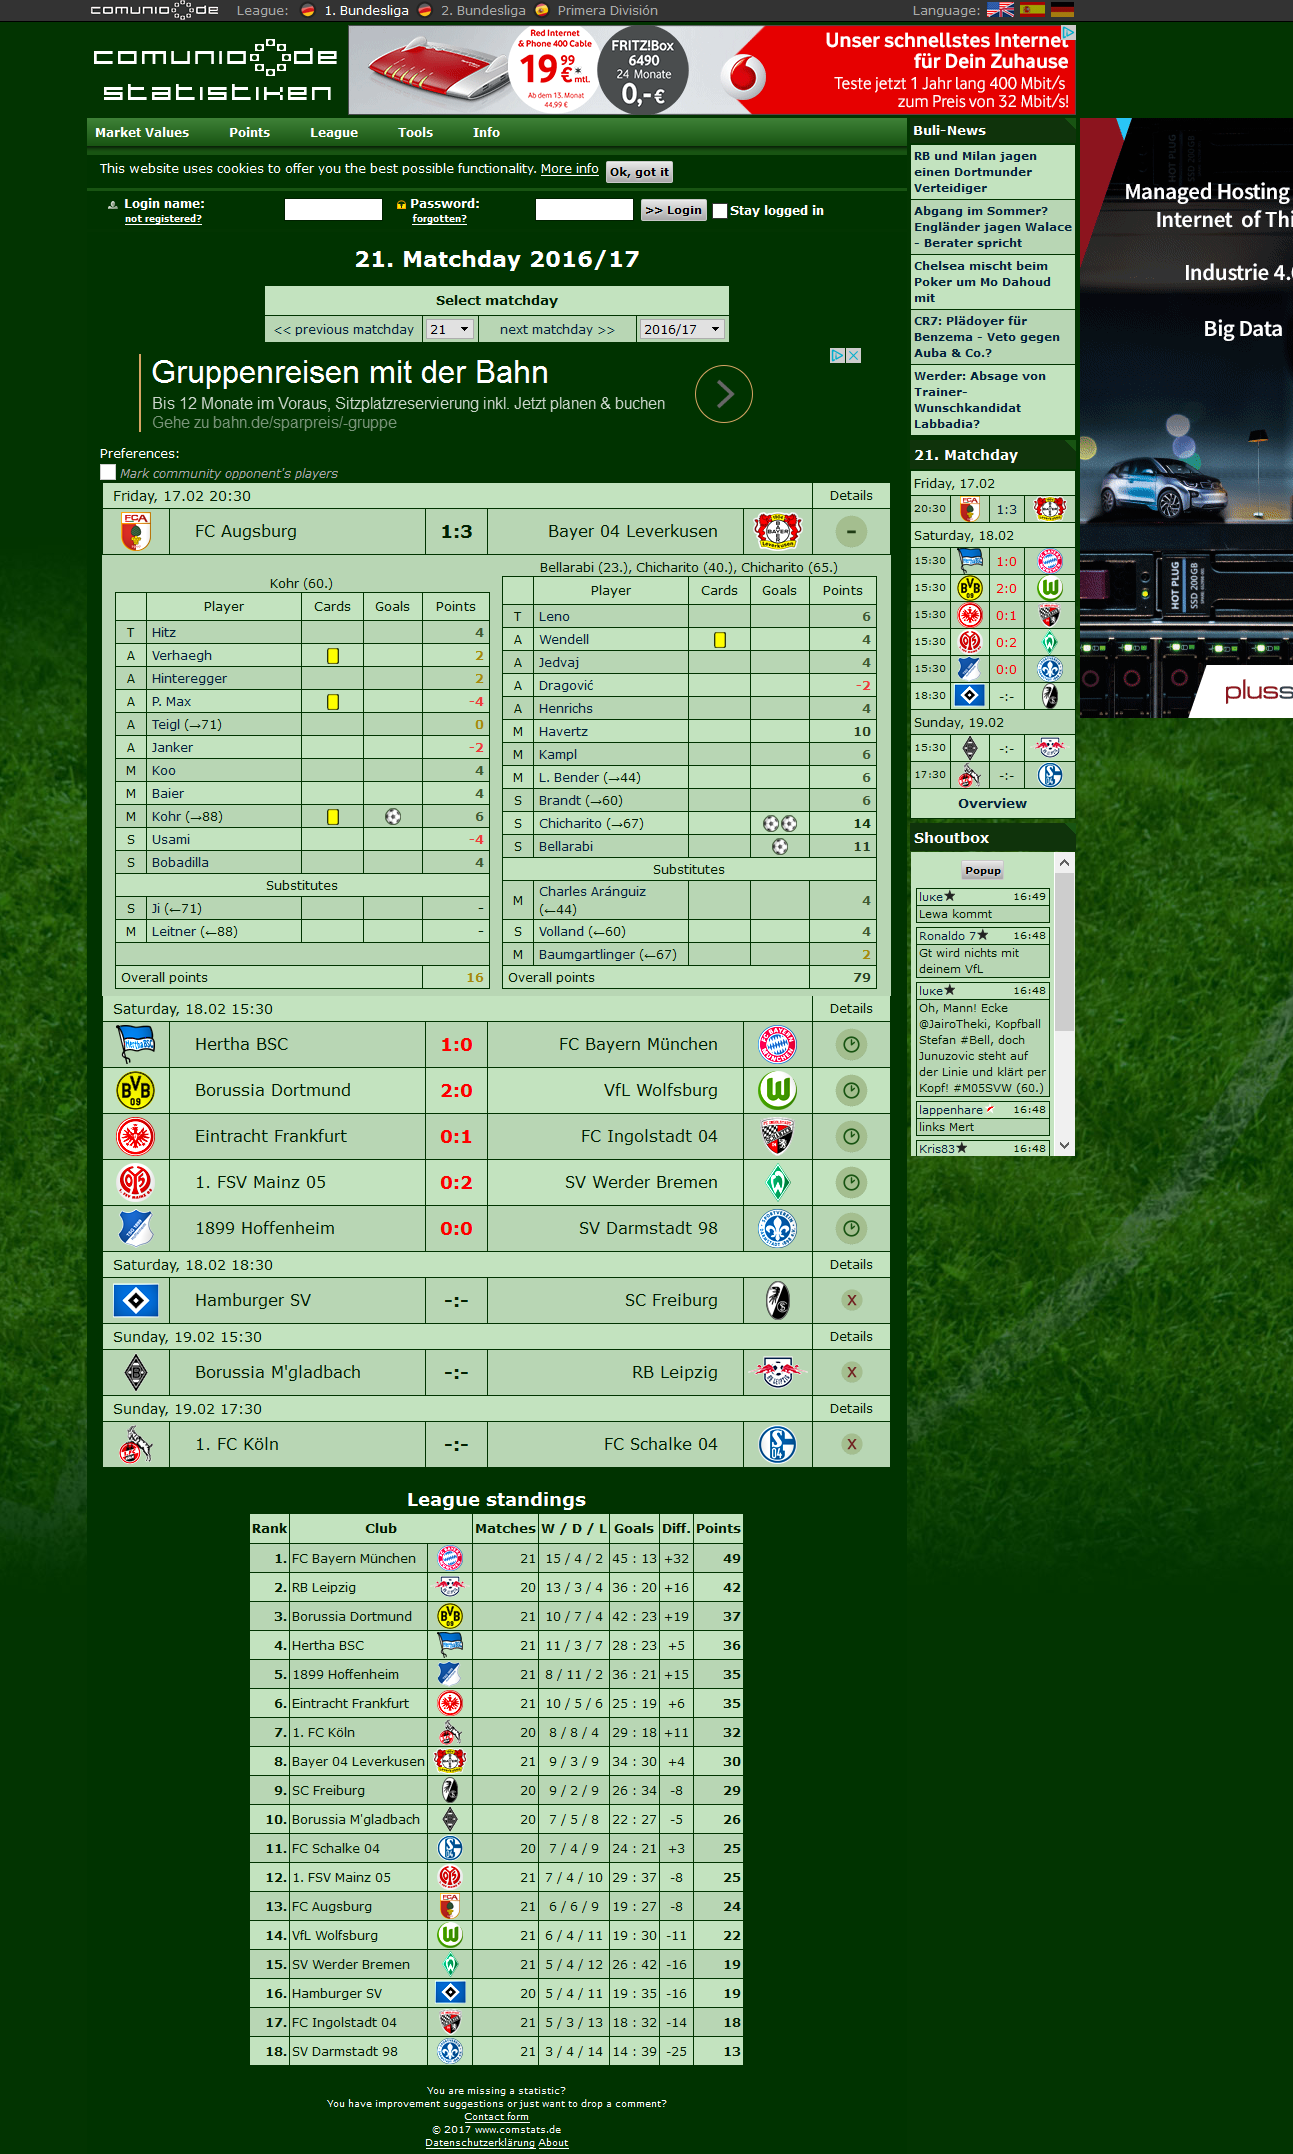 comunio de League: 1. Bundesliga 2. Bundesliga Primera División Language:
comunio de
statistiken
Red Internet
& Phone 400 Cable
19 99 €* mtl.
Ab dem 13. Monat
44,99 €
FRITZ!Box
6490
24 Monate
0,- €
Unser schnellstes Internet
für Dein Zuhause
Teste jetzt 1 Jahr lang 400 Mbit/s
zum Preis von 32 Mbit/s!
Market Values Points League Tools Info
This website uses cookies to offer you the best possible functionality. More info Ok, got it
Login name: Password: >> Login Stay logged in
not registered? forgotten?
21. Matchday 2016/17
Select matchday
<< previous matchday 21 next matchday >> 2016/17
Gruppenreisen mit der Bahn
Bis 12 Monate im Voraus, Sitzplatzreservierung inkl. Jetzt planen & buchen
Gehe zu bahn.de/sparpreis/-gruppe
Preferences:
Mark community opponent's players
Friday, 17.02 20:30 Details
FC Augsburg 1:3 Bayer 04 Leverkusen -
Kohr (60.)
Player Cards Goals Points
T Hitz 4
A Verhaegh 2
A Hinteregger 2
A P. Max -4
A Teigl (→71) 0
A Janker -2
M Koo 4
M Baier 4
M Kohr (→88) 6
S Usami -4
S Bobadilla 4
Substitutes
S Ji (←71) -
M Leitner (←88) -
Overall points 16
Bellarabi (23.), Chicharito (40.), Chicharito (65.)
Player Cards Goals Points
T Leno 6
A Wendell 4
A Jedvaj 4
A Dragović -2
A Henrichs 4
M Havertz 10
M Kampl 6
M L. Bender (→44) 6
S Brandt (→60) 6
S Chicharito (→67) 14
S Bellarabi 11
Substitutes
M Charles Aránguiz
(←44) 4
S Volland (←60) 4
M Baumgartlinger (←67) 2
Overall points 79
Saturday, 18.02 15:30 Details
Hertha BSC 1:0 FC Bayern München
Borussia Dortmund 2:0 VfL Wolfsburg
Eintracht Frankfurt 0:1 FC Ingolstadt 04
1. FSV Mainz 05 0:2 SV Werder Bremen
1899 Hoffenheim 0:0 SV Darmstadt 98
Saturday, 18.02 18:30 Details
Hamburger SV -:- SC Freiburg X
Sunday, 19.02 15:30 Details
Borussia M'gladbach -:- RB Leipzig X
Sunday, 19.02 17:30 Details
1. FC Köln -:- FC Schalke 04 X
League standings
Rank Club Matches W / D / L Goals Diff. Points
1. FC Bayern München 21 15 / 4 / 2 45 : 13 +32 49
2. RB Leipzig 20 13 / 3 / 4 36 : 20 +16 42
3. Borussia Dortmund 21 10 / 7 / 4 42 : 23 +19 37
4. Hertha BSC 21 11 / 3 / 7 28 : 23 +5 36
5. 1899 Hoffenheim 21 8 / 11 / 2 36 : 21 +15 35
6. Eintracht Frankfurt 21 10 / 5 / 6 25 : 19 +6 35
7. 1. FC Köln 20 8 / 8 / 4 29 : 18 +11 32
8. Bayer 04 Leverkusen 21 9 / 3 / 9 34 : 30 +4 30
9. SC Freiburg 20 9 / 2 / 9 26 : 34 -8 29
10. Borussia M'gladbach 20 7 / 5 / 8 22 : 27 -5 26
11. FC Schalke 04 20 7 / 4 / 9 24 : 21 +3 25
12. 1. FSV Mainz 05 21 7 / 4 / 10 29 : 37 -8 25
13. FC Augsburg 21 6 / 6 / 9 19 : 27 -8 24
14. VfL Wolfsburg 21 6 / 4 / 11 19 : 30 -11 22
15. SV Werder Bremen 21 5 / 4 / 12 26 : 42 -16 19
16. Hamburger SV 20 5 / 4 / 11 19 : 35 -16 19
17. FC Ingolstadt 04 21 5 / 3 / 13 18 : 32 -14 18
18. SV Darmstadt 98 21 3 / 4 / 14 14 : 39 -25 13
You are missing a statistic?
You have improvement suggestions or just want to drop a comment?
Contact form
© 2017 www.comstats.de
Datenschutzerklärung About
Buli-News
RB und Milan jagen
einen Dortmunder
Verteidiger
Abgang im Sommer?
Engländer jagen Walace
- Berater spricht
Chelsea mischt beim
Poker um Mo Dahoud
mit
CR7: Plädoyer für
Benzema - Veto gegen
Auba & Co.?
Werder: Absage von
Trainer-
Wunschkandidat
Labbadia?
21. Matchday
Friday, 17.02
20:30 1:3
Saturday, 18.02
15:30 1:0
15:30 2:0
15:30 0:1
15:30 0:2
15:30 0:0
18:30 -:-
Sunday, 19.02
15:30 -:-
17:30 -:-
Overview
Shoutbox
Popup
luke 16:49
Lewa kommt
Ronaldo 7 16:48
Gt wird nichts mit
deinem VfL
luke 16:48
Oh, Mann! Ecke
@JairoTheki, Kopfball
Stefan #Bell, doch
Junuzovic steht auf
der Linie und klärt per
Kopf! #M05SVW (60.)
lappenhare 16:48
links Mert
Kris83 16:48
Managed Hosting
Internet of Thi
Industrie 4.
Big Data
HOT PLUG
SSD 200GB
pluss